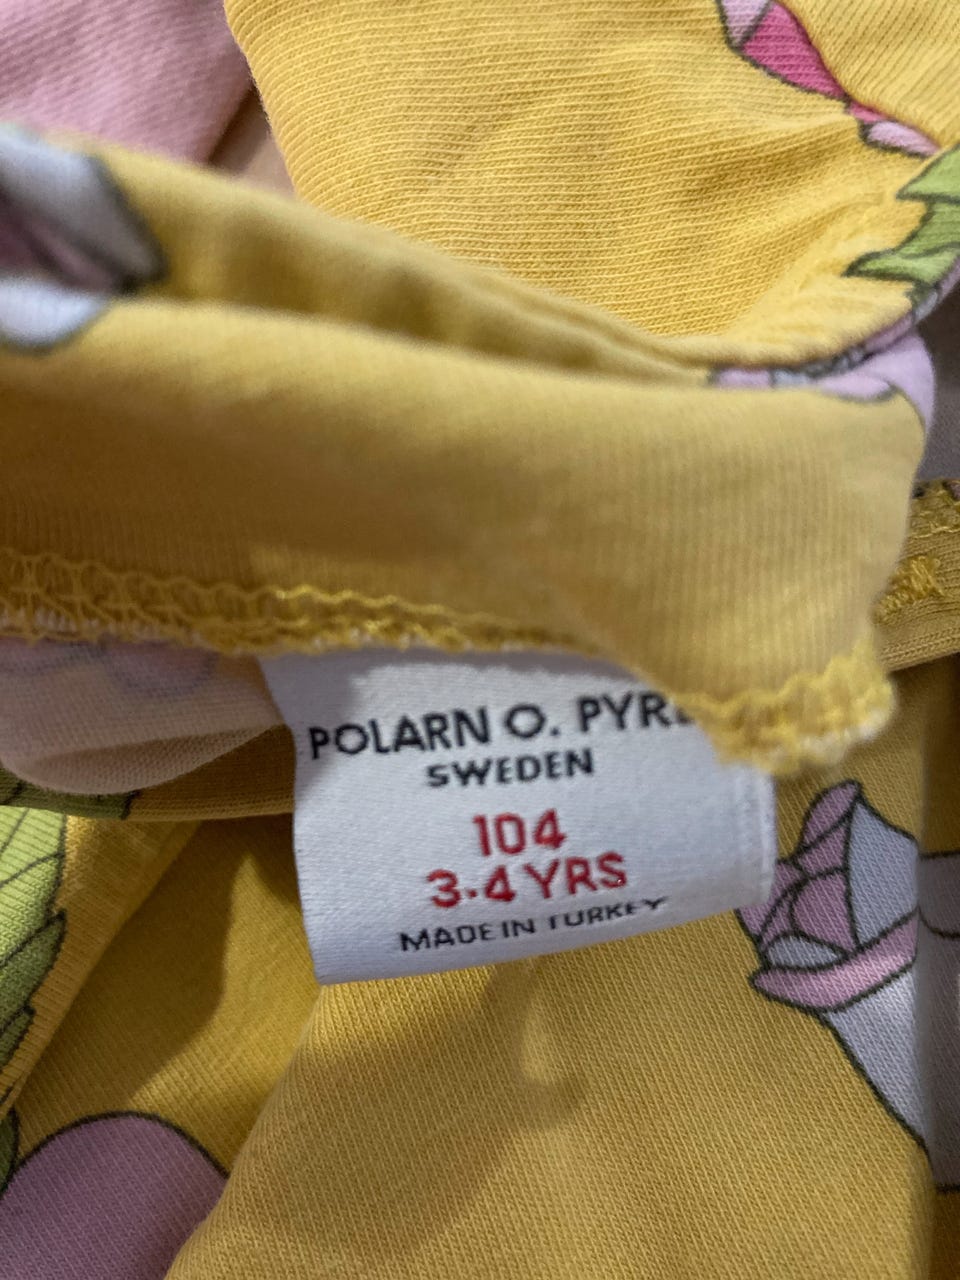 POLARN O. PYR
SWEDEN
104
3-4 YRS
MADE IN TURKEY